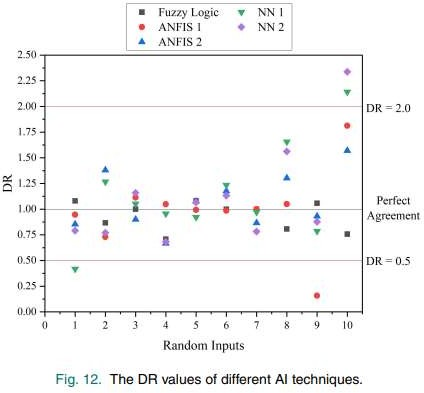 Fuzzy Logic
ANFIS 1
ANFIS 2
NN 1
NN 2
2.50
2.25
2.00
1.75
1.50
1.25
1.00
0.75
0.50
0.25
0.00
DR
DR = 2.0
Perfect
Agreement
DR = 0.5
0 1 2 3 4 5 6 7 8 9 10
Random Inputs
Fig. 12. The DR values of different AI techniques.